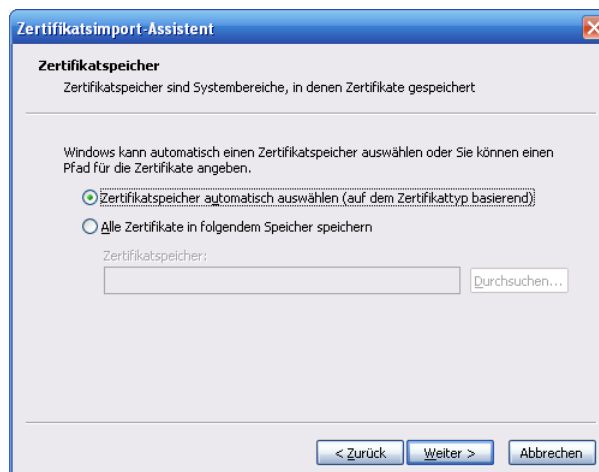 Zertifikatsimport-Assistent
Zertifikatspeicher
Zertifikatspeicher sind Systembereiche, in denen Zertifikate gespeichert
Windows kann automatisch einen Zertifikatspeicher auswählen oder Sie können einen
Pfad für die Zertifikate angeben.
Zertifikatspeicher automatisch auswählen (auf dem Zertifikattyp basierend)
Alle Zertifikate in folgendem Speicher speichern
Zertifikatspeicher:
Durchsuchen...
< Zurück Weiter > Abbrechen